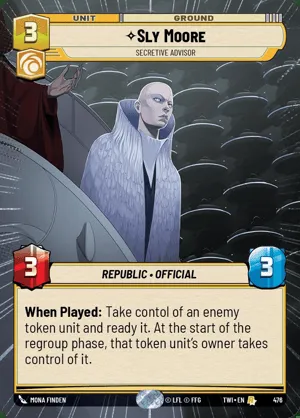 UNIT GROUND
3
✧SLY MOORE
SECRETIVE ADVISOR
3 3
REPUBLIC • OFFICIAL
When Played: Take contol of an enemy
token unit and ready it. At the start of the
regroup phase, that token unit's owner takes
control of it.
MONA FINDEN © LFL © FFG TWI • EN 476